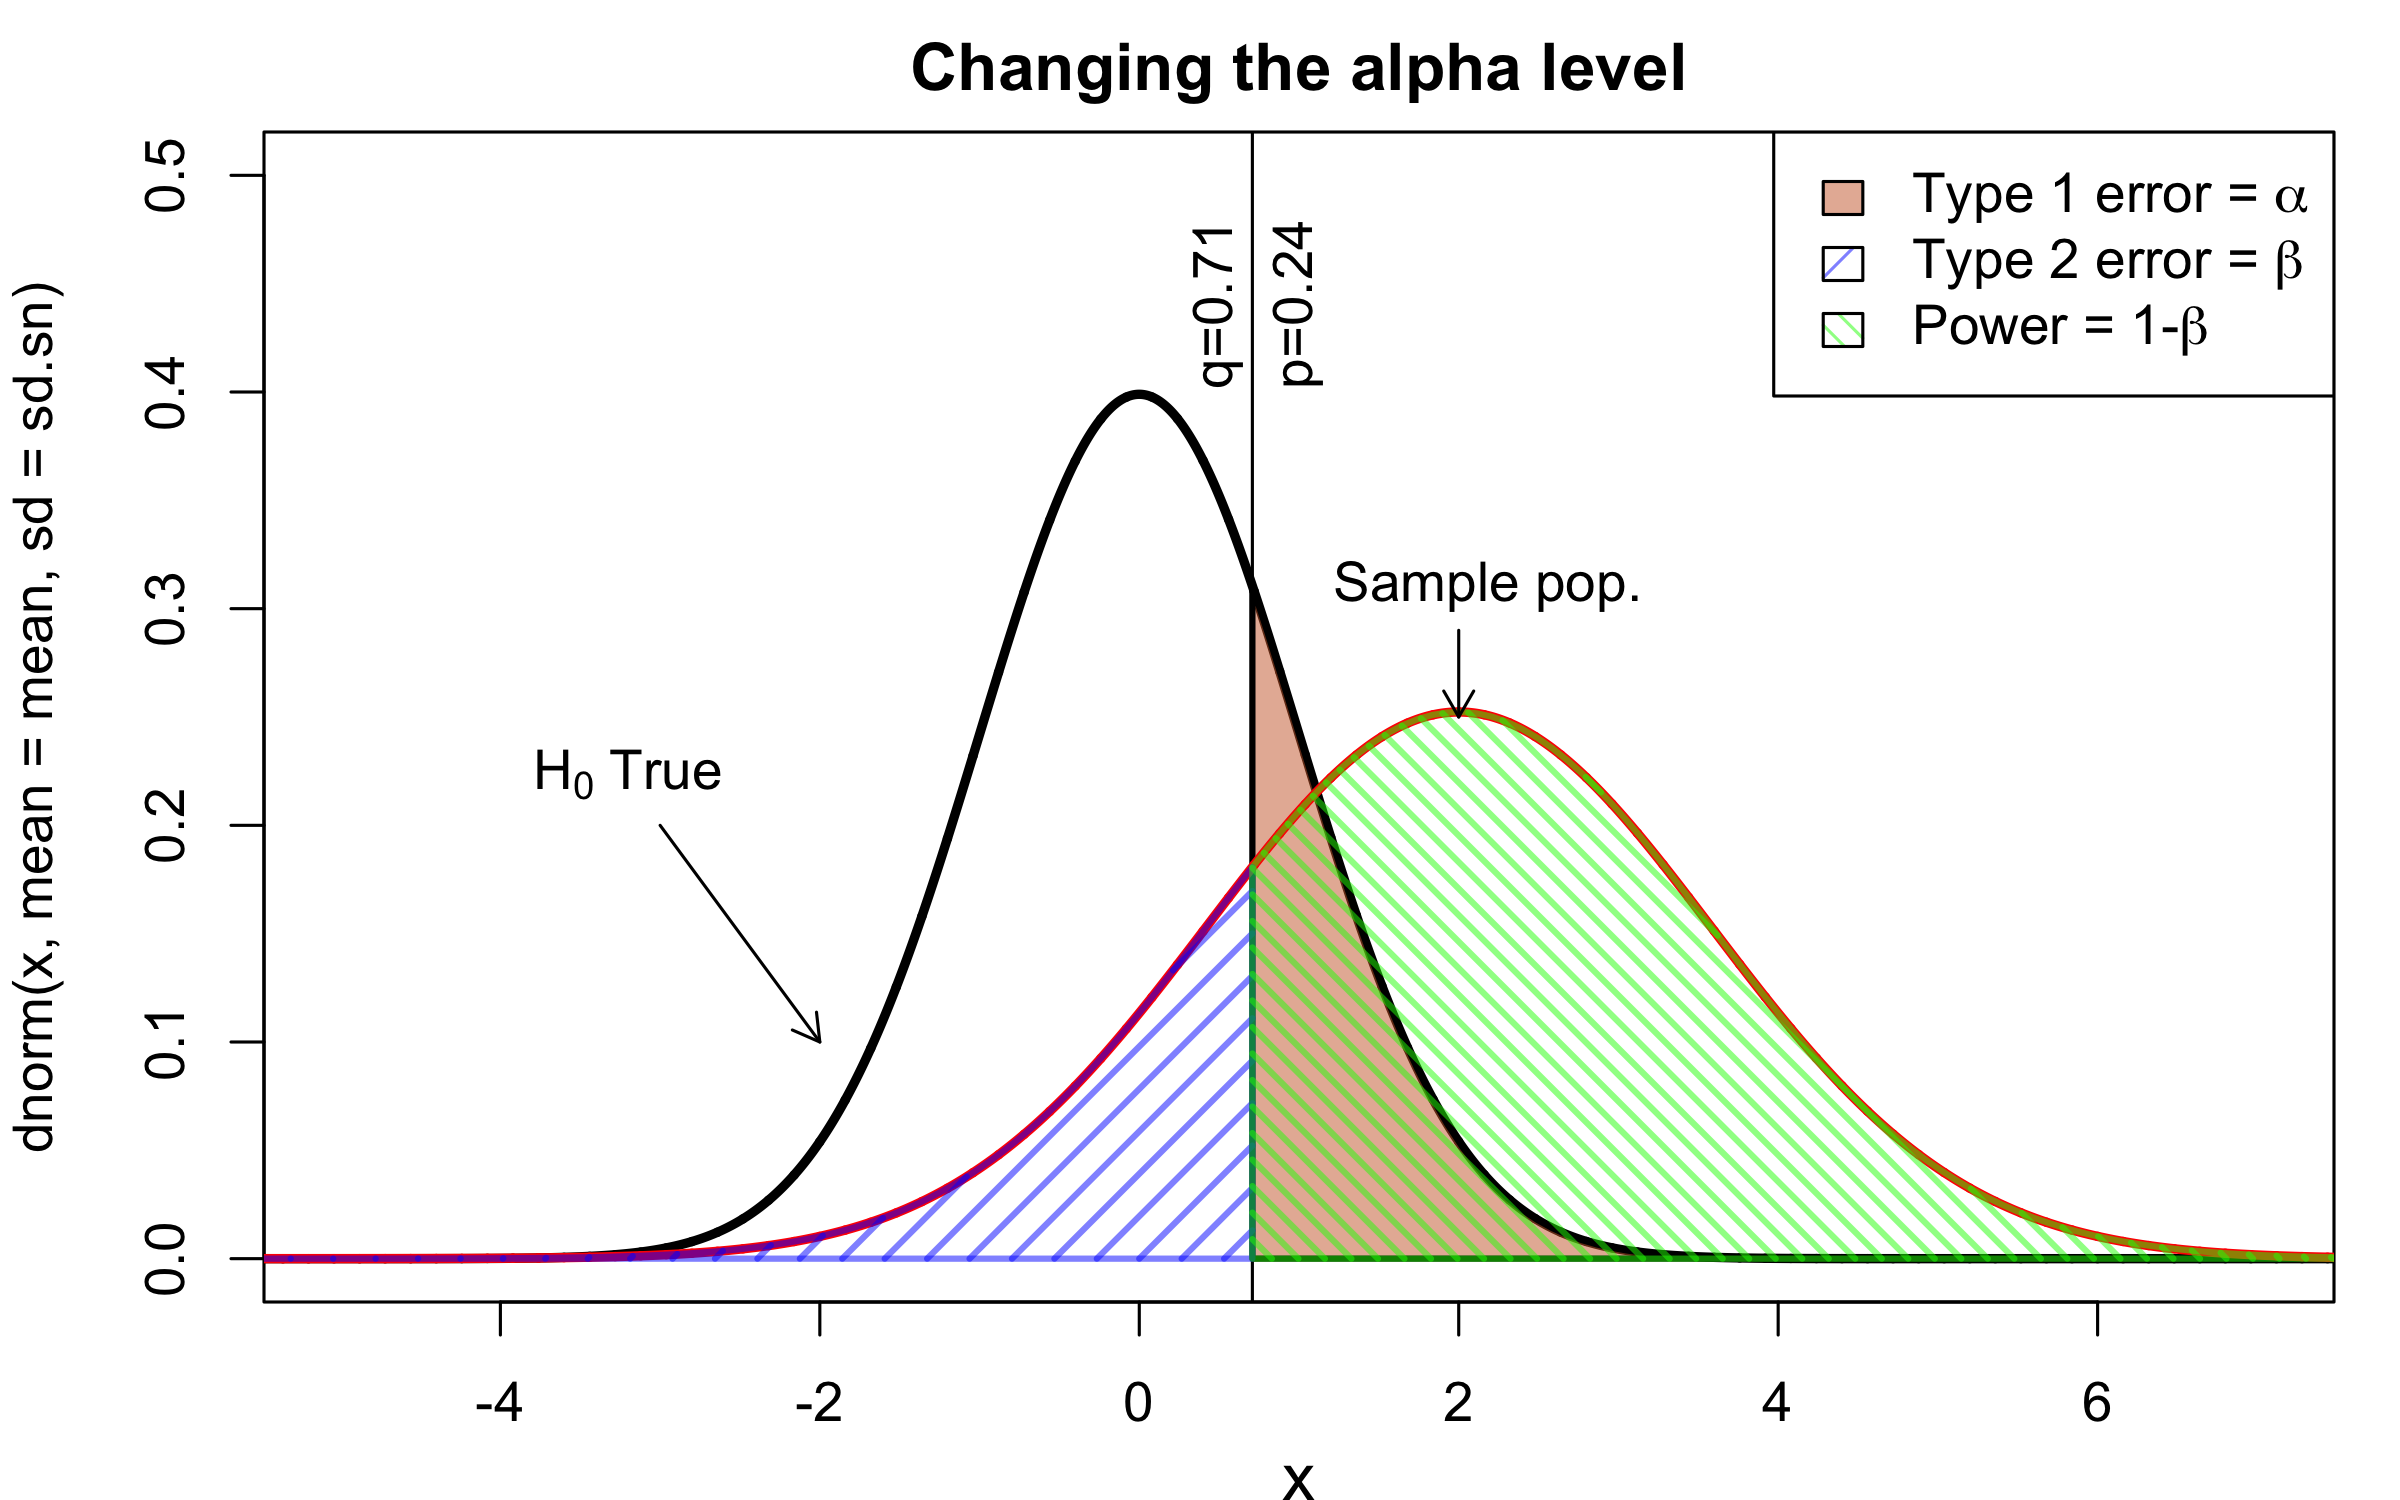 Changing the alpha level
dnorm(x, mean = mean, sd = sd.sn)
0.5
0.4
0.3
0.2
0.1
0.0
q=0.71
p=0.24
Type 1 error = α
Type 2 error = β
Power = 1-β
Sample pop.
H₀ True
-4
-2
0
2
4
6
x